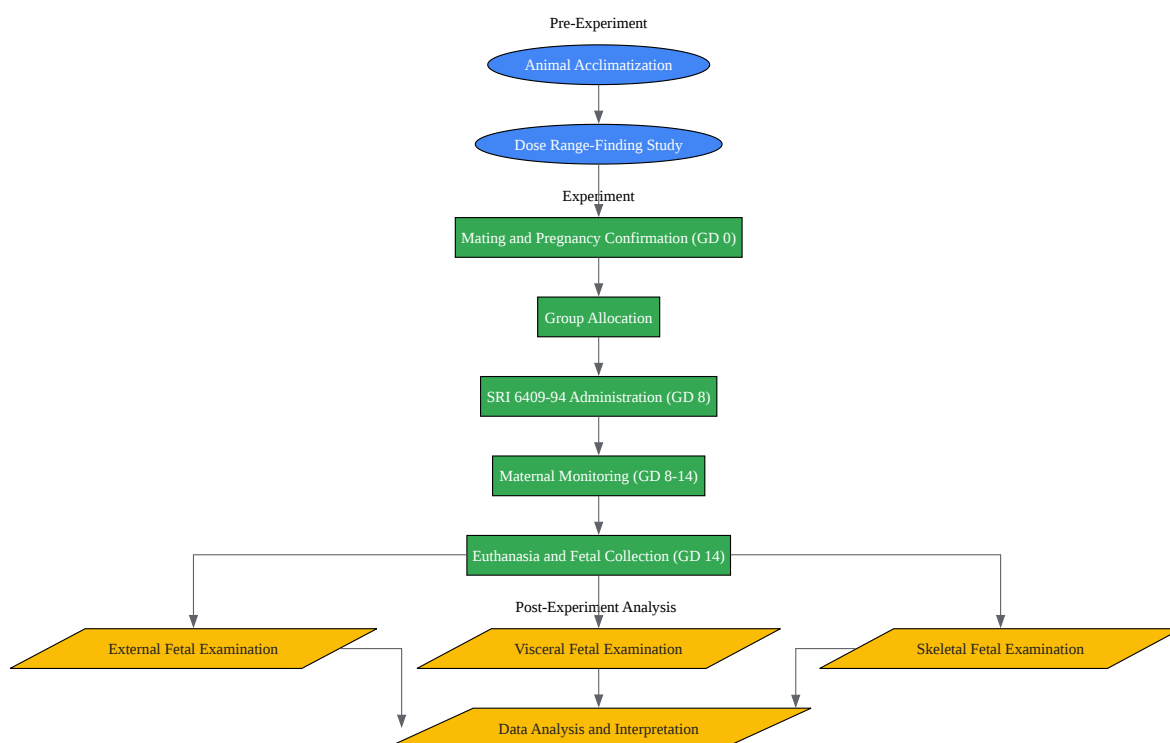 Pre-Experiment
Animal Acclimatization
Dose Range-Finding Study
Experiment
Mating and Pregnancy Confirmation (GD 0)
Group Allocation
SRI 6409-94 Administration (GD 8)
Maternal Monitoring (GD 8-14)
Euthanasia and Fetal Collection (GD 14)
Post-Experiment Analysis
External Fetal Examination
Visceral Fetal Examination
Skeletal Fetal Examination
Data Analysis and Interpretation